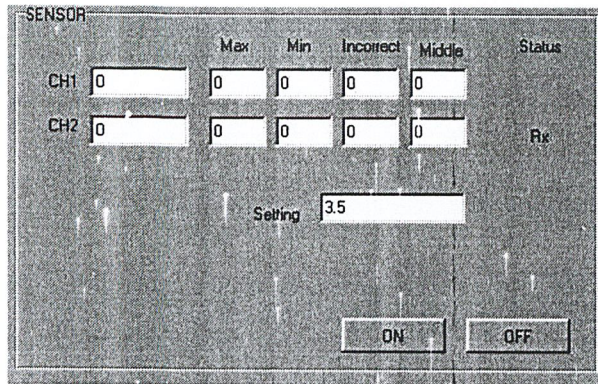 SENSOR
Max Min Incorrect Middle Status
CH1 0 0 0 0 0
CH2 0 0 0 0 0 Rx
Setting 3.5
ON OFF